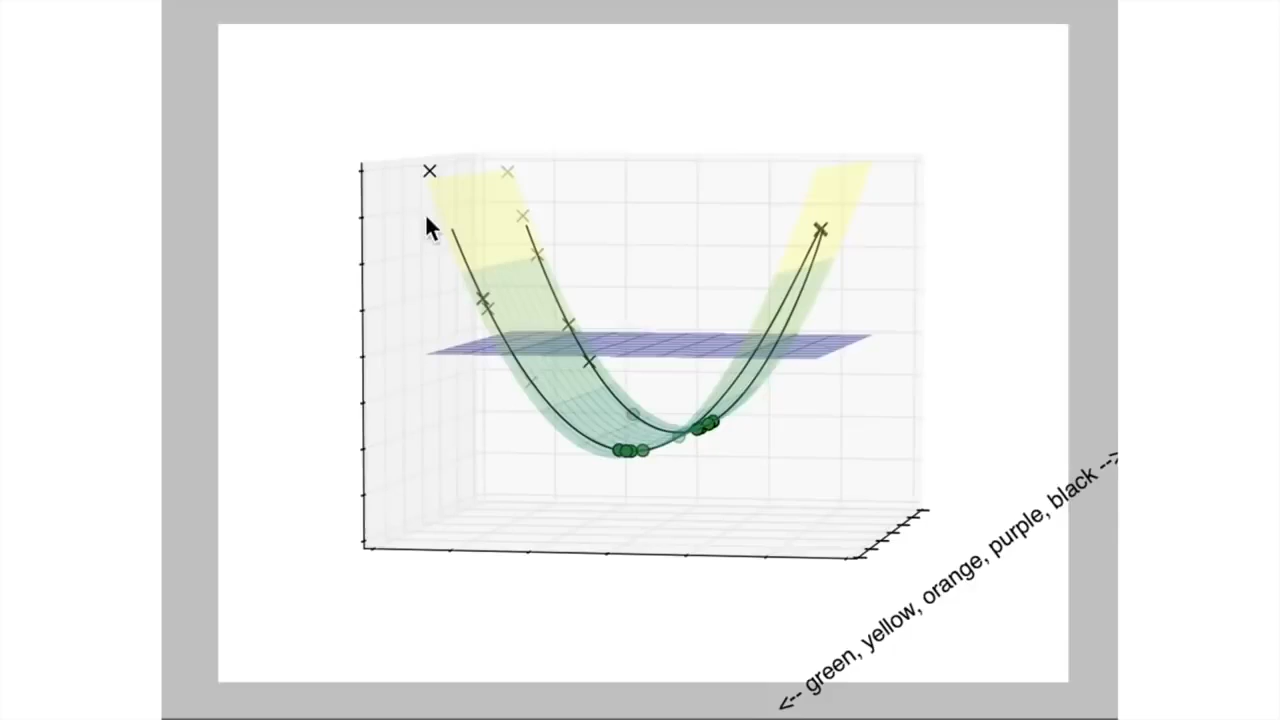 <-- green, yellow, orange, purple, black -->